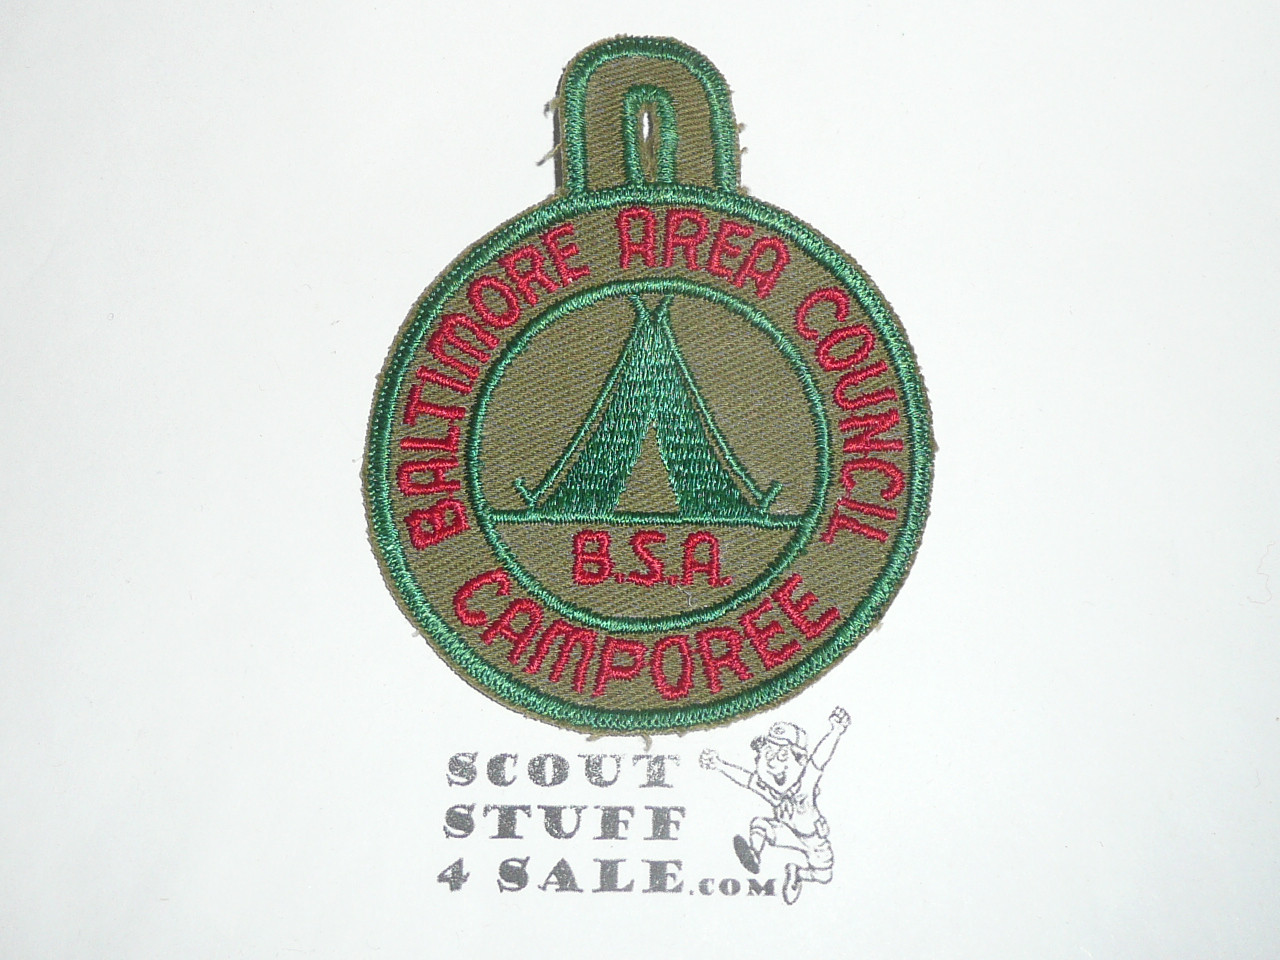 BALTIMORE AREA COUNCIL
B.S.A.
CAMPOREE
SCOUT
STUFF
4 SALE.COM